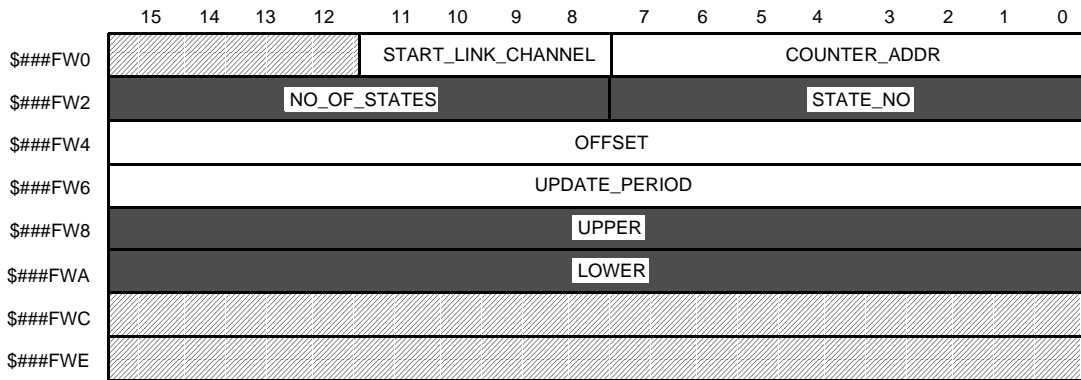 15 14 13 12 11 10 9 8 7 6 5 4 3 2 1 0
$###FW0 START_LINK_CHANNEL COUNTER_ADDR
$###FW2 NO_OF_STATES STATE_NO
$###FW4 OFFSET
$###FW6 UPDATE_PERIOD
$###FW8 UPPER
$###FWA LOWER
$###FWC
$###FWE